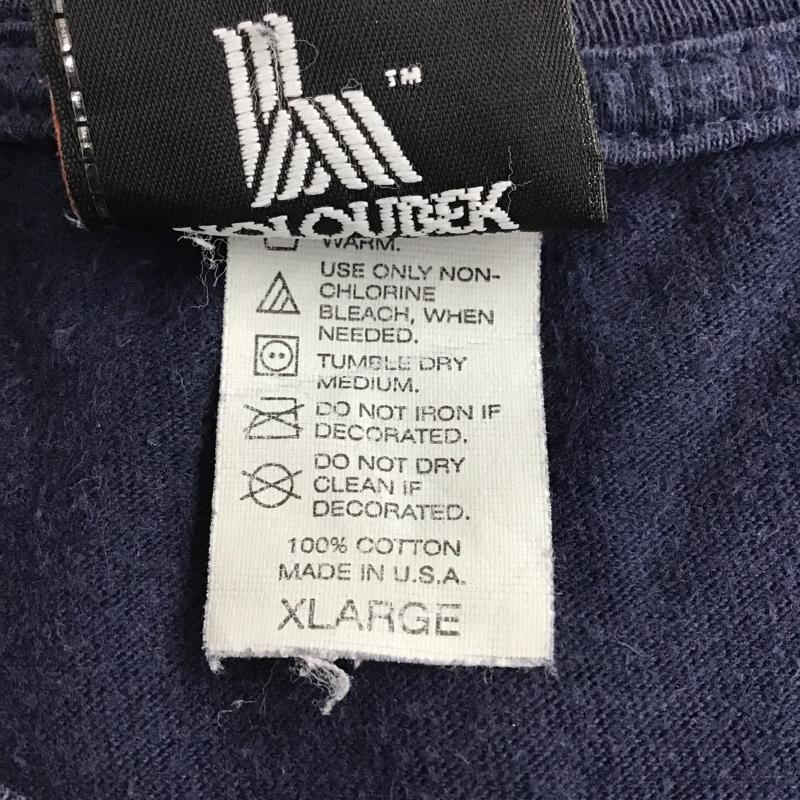 TM
HOLOUBEK
WARM.
USE ONLY NON-
CHLORINE
BLEACH, WHEN
NEEDED.
TUMBLE DRY
MEDIUM.
DO NOT IRON IF
DECORATED.
DO NOT DRY
CLEAN IF
DECORATED.
100% COTTON
MADE IN U.S.A.
XLARGE